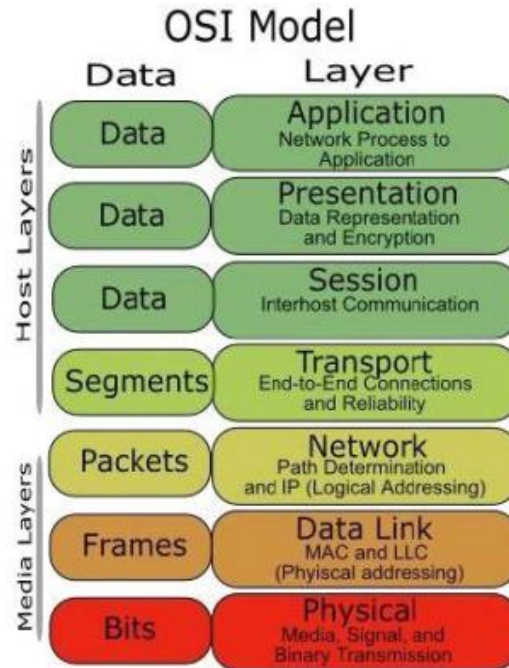 OSI Model
Data Layer
Host Layers
Data
Application
Network Process to
Application
Data
Presentation
Data Representation
and Encryption
Data
Session
Interhost Communication
Segments
Transport
End-to-End Connections
and Reliability
Media Layers
Packets
Network
Path Determination
and IP (Logical Addressing)
Frames
Data Link
MAC and LLC
(Phyiscal addressing)
Bits
Physical
Media, Signal, and
Binary Transmission